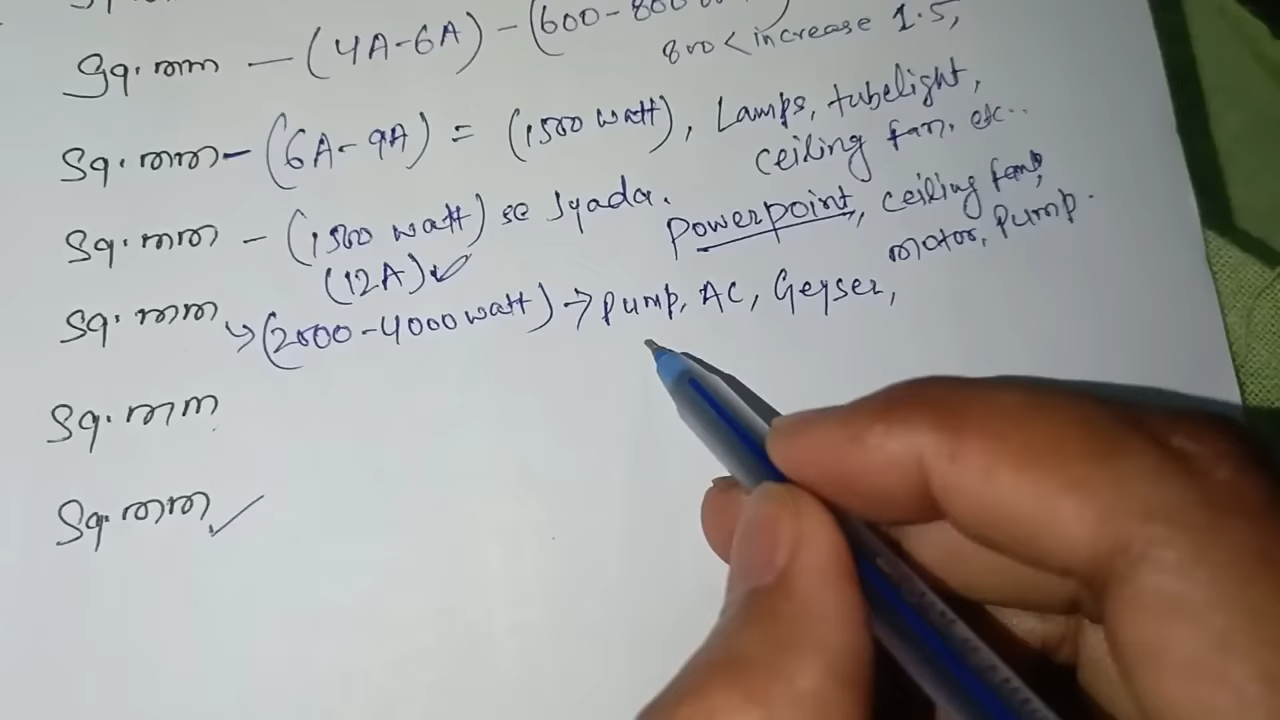 Sq.mm — (4A-6A) - (600-800
800 < increase 1.5,
Sq.mm - (6A-9A) = (1500 watt), Lamps, tubelight,
ceiling fan, etc..
Sq.mm - (1500 watt) se Jyada.
(12A)✓
Powerpoint, ceiling fan,
motor, Pump.
Sq.mm → (2500-4000 watt) → Pump, AC, Geyser,
Sq.mm
Sq.mm ✓